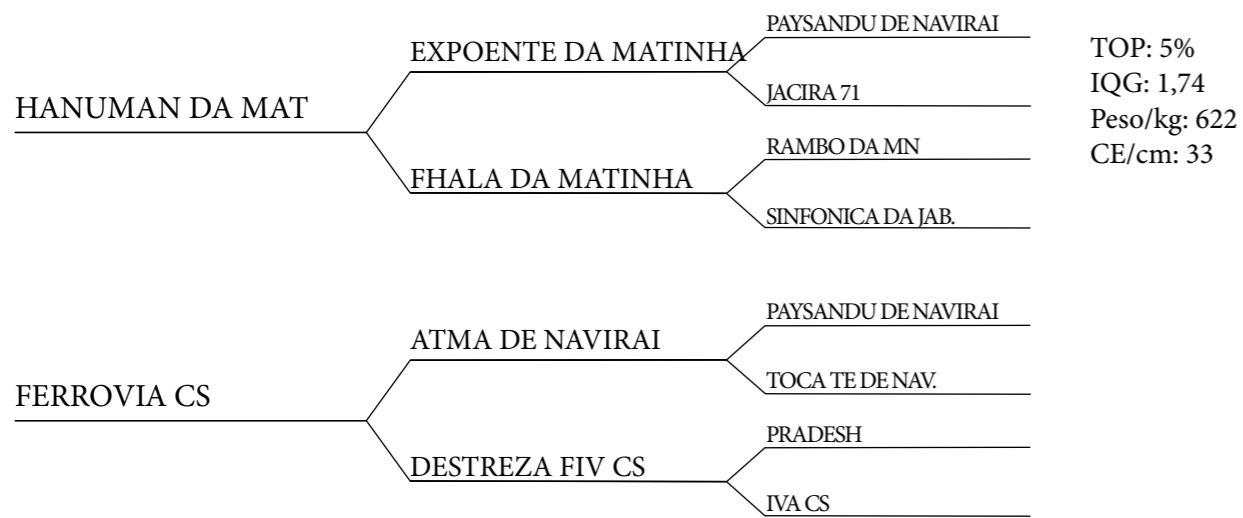 PAYSANDU DE NAVIRAI
EXPOENTE DA MATINHA
JACIRA 71
HANUMAN DA MAT
RAMBO DA MN
FHALA DA MATINHA
SINFONICA DA JAB.
TOP: 5%
IQG: 1,74
Peso/kg: 622
CE/cm: 33
PAYSANDU DE NAVIRAI
ATMA DE NAVIRAI
TOCA TE DE NAV.
FERROVIA CS
PRADESH
DESTREZA FIV CS
IVA CS